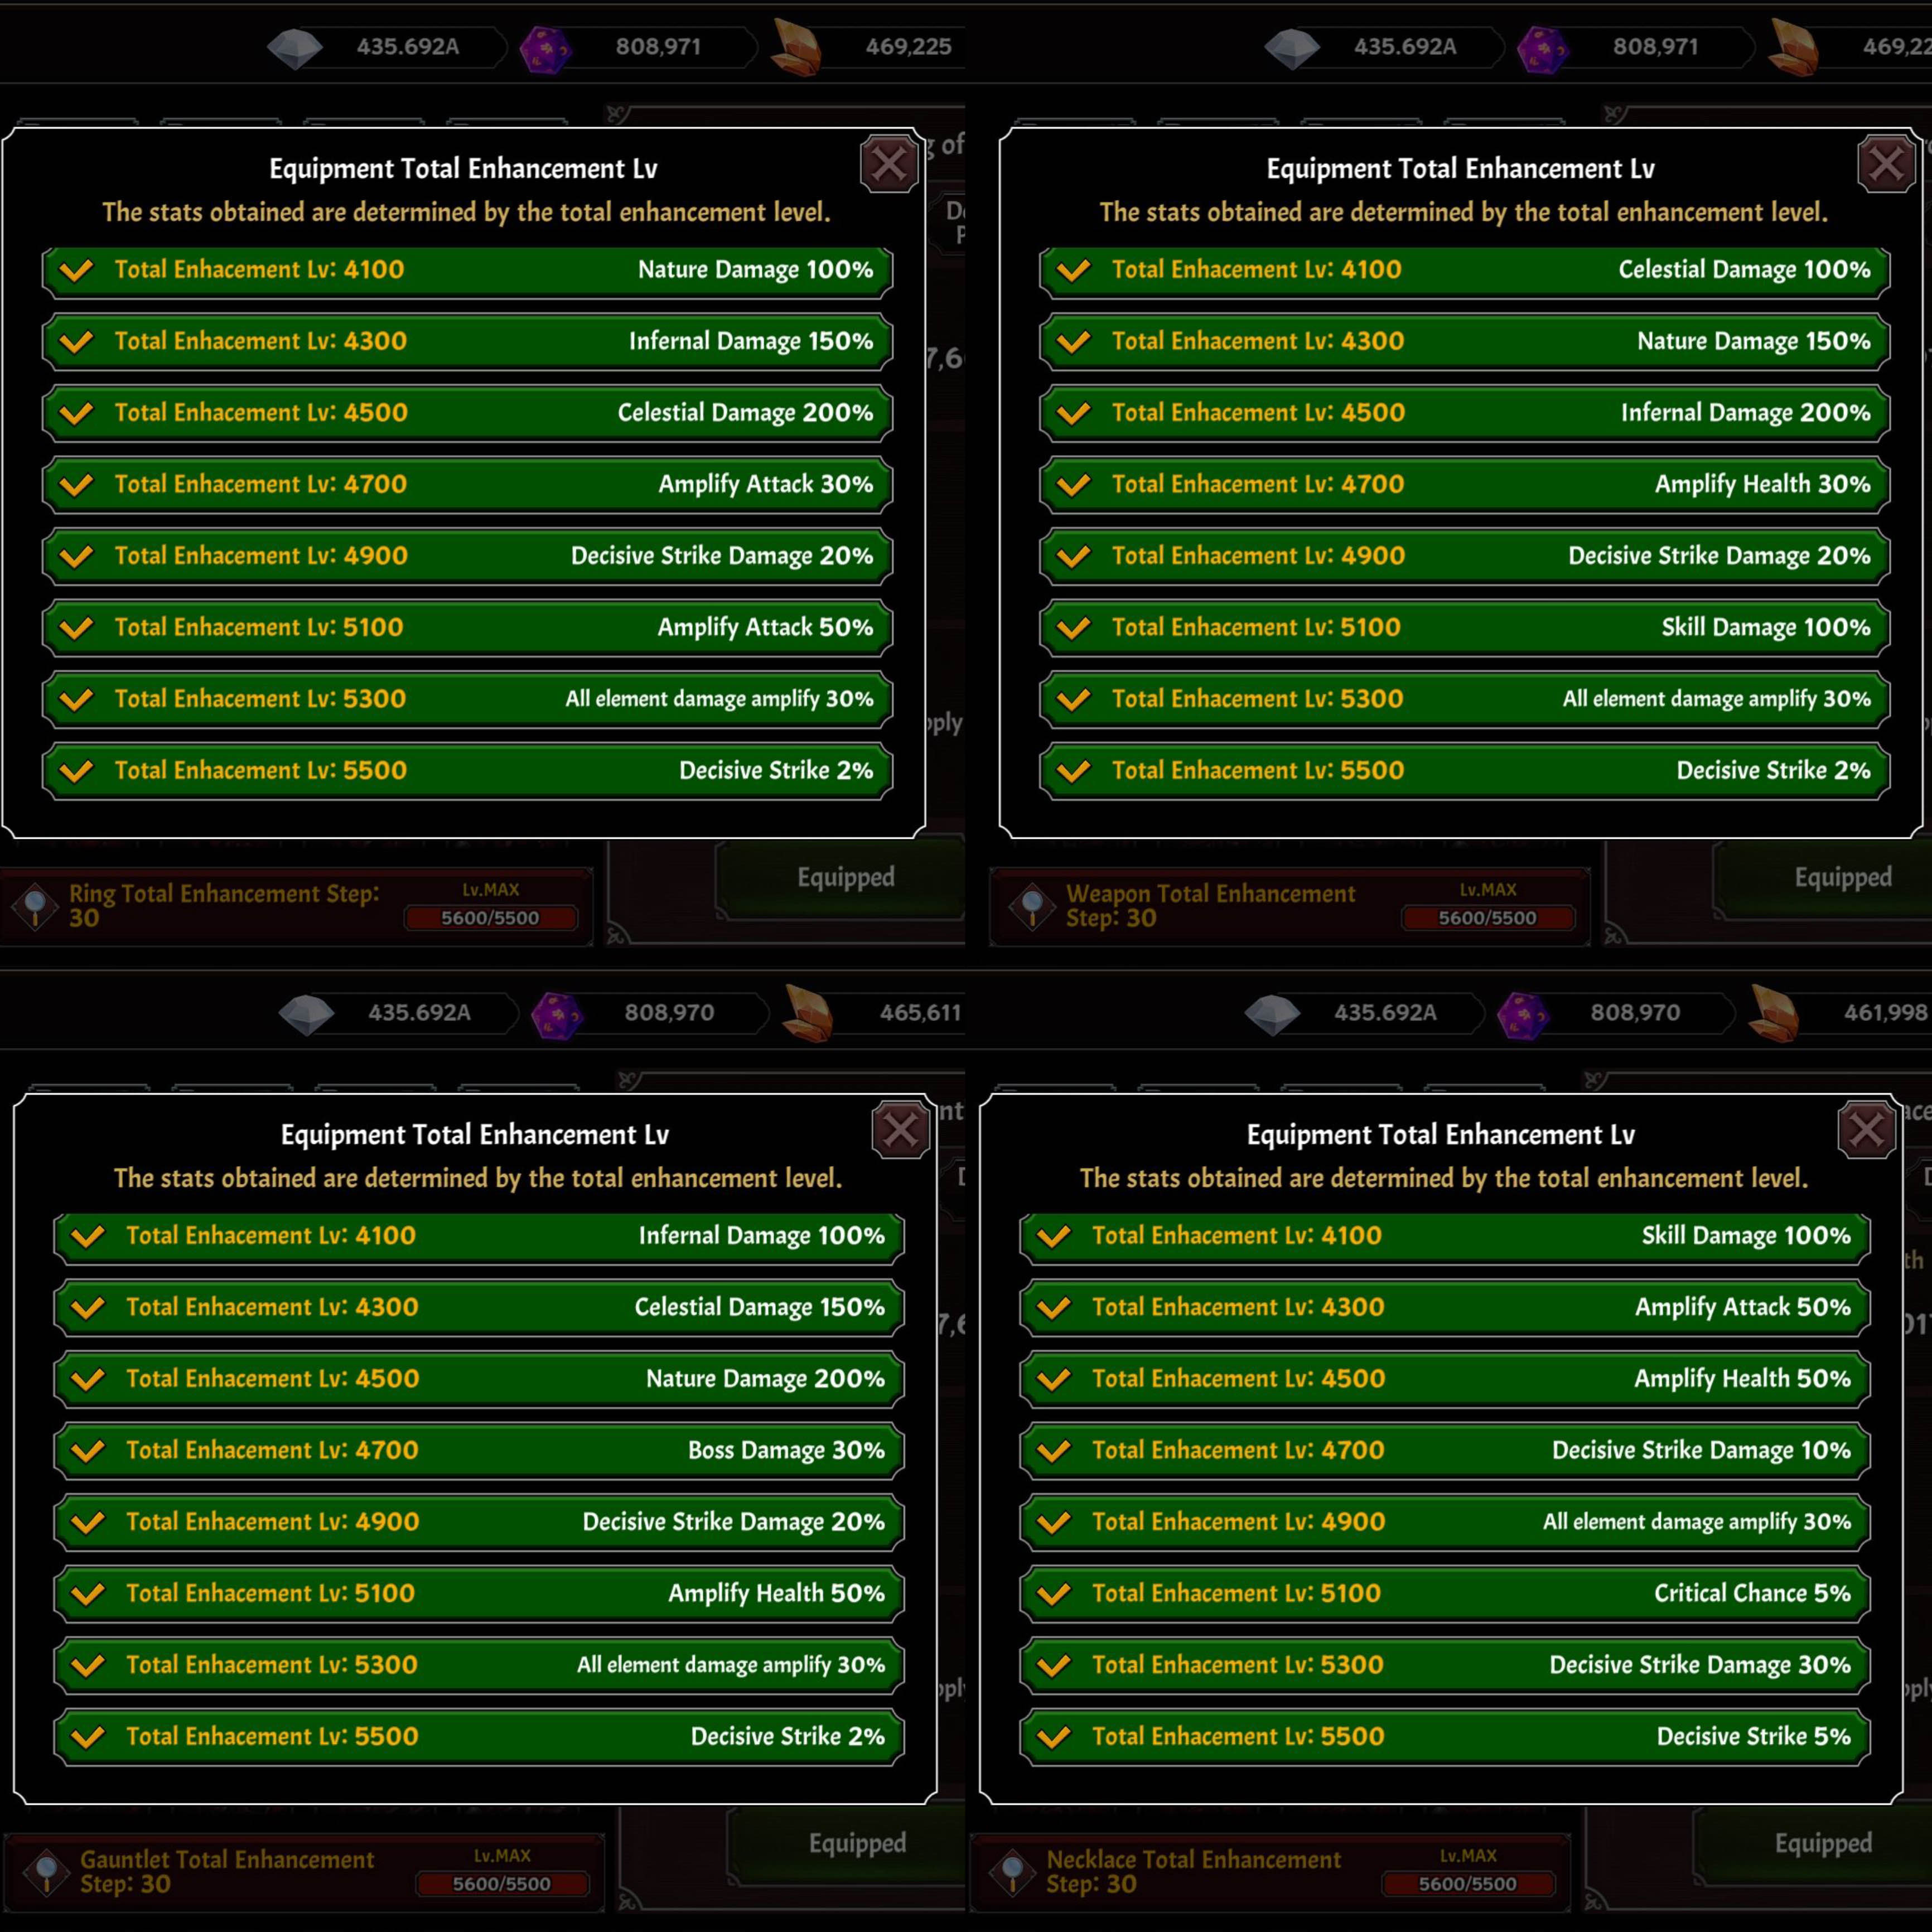 435.692A 808,971 469,225
Equipment Total Enhancement Lv
The stats obtained are determined by the total enhancement level.
Total Enhacement Lv: 4100 Nature Damage 100%
Total Enhacement Lv: 4300 Infernal Damage 150%
Total Enhacement Lv: 4500 Celestial Damage 200%
Total Enhacement Lv: 4700 Amplify Attack 30%
Total Enhacement Lv: 4900 Decisive Strike Damage 20%
Total Enhacement Lv: 5100 Amplify Attack 50%
Total Enhacement Lv: 5300 All element damage amplify 30%
Total Enhacement Lv: 5500 Decisive Strike 2%
Ring Total Enhancement Step:
30
Lv.MAX
5600/5500
Equipped
435.692A 808,971 469,22
Equipment Total Enhancement Lv
The stats obtained are determined by the total enhancement level.
Total Enhacement Lv: 4100 Celestial Damage 100%
Total Enhacement Lv: 4300 Nature Damage 150%
Total Enhacement Lv: 4500 Infernal Damage 200%
Total Enhacement Lv: 4700 Amplify Health 30%
Total Enhacement Lv: 4900 Decisive Strike Damage 20%
Total Enhacement Lv: 5100 Skill Damage 100%
Total Enhacement Lv: 5300 All element damage amplify 30%
Total Enhacement Lv: 5500 Decisive Strike 2%
Weapon Total Enhancement
Step: 30
Lv.MAX
5600/5500
Equipped
435.692A 808,970 465,611
Equipment Total Enhancement Lv
The stats obtained are determined by the total enhancement level.
Total Enhacement Lv: 4100 Infernal Damage 100%
Total Enhacement Lv: 4300 Celestial Damage 150%
Total Enhacement Lv: 4500 Nature Damage 200%
Total Enhacement Lv: 4700 Boss Damage 30%
Total Enhacement Lv: 4900 Decisive Strike Damage 20%
Total Enhacement Lv: 5100 Amplify Health 50%
Total Enhacement Lv: 5300 All element damage amplify 30%
Total Enhacement Lv: 5500 Decisive Strike 2%
Gauntlet Total Enhancement
Step: 30
Lv.MAX
5600/5500
Equipped
435.692A 808,970 461,998
Equipment Total Enhancement Lv
The stats obtained are determined by the total enhancement level.
Total Enhacement Lv: 4100 Skill Damage 100%
Total Enhacement Lv: 4300 Amplify Attack 50%
Total Enhacement Lv: 4500 Amplify Health 50%
Total Enhacement Lv: 4700 Decisive Strike Damage 10%
Total Enhacement Lv: 4900 All element damage amplify 30%
Total Enhacement Lv: 5100 Critical Chance 5%
Total Enhacement Lv: 5300 Decisive Strike Damage 30%
Total Enhacement Lv: 5500 Decisive Strike 5%
Necklace Total Enhancement
Step: 30
Lv.MAX
5600/5500
Equipped